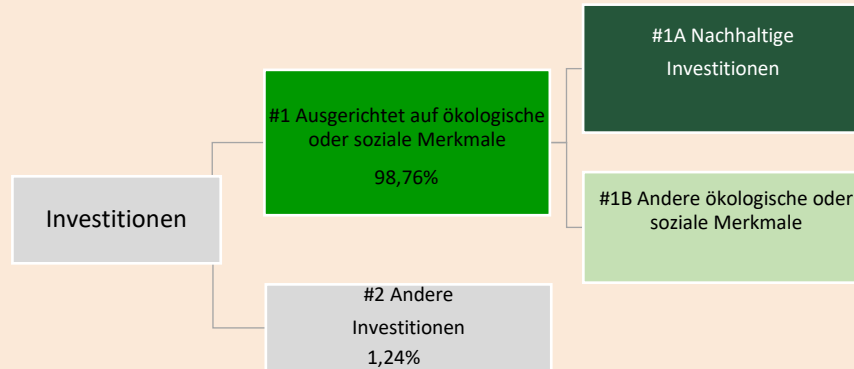 Investitionen
#1 Ausgerichtet auf ökologische
oder soziale Merkmale
98,76%
#2 Andere
Investitionen
1,24%
#1A Nachhaltige
Investitionen
#1B Andere ökologische oder
soziale Merkmale